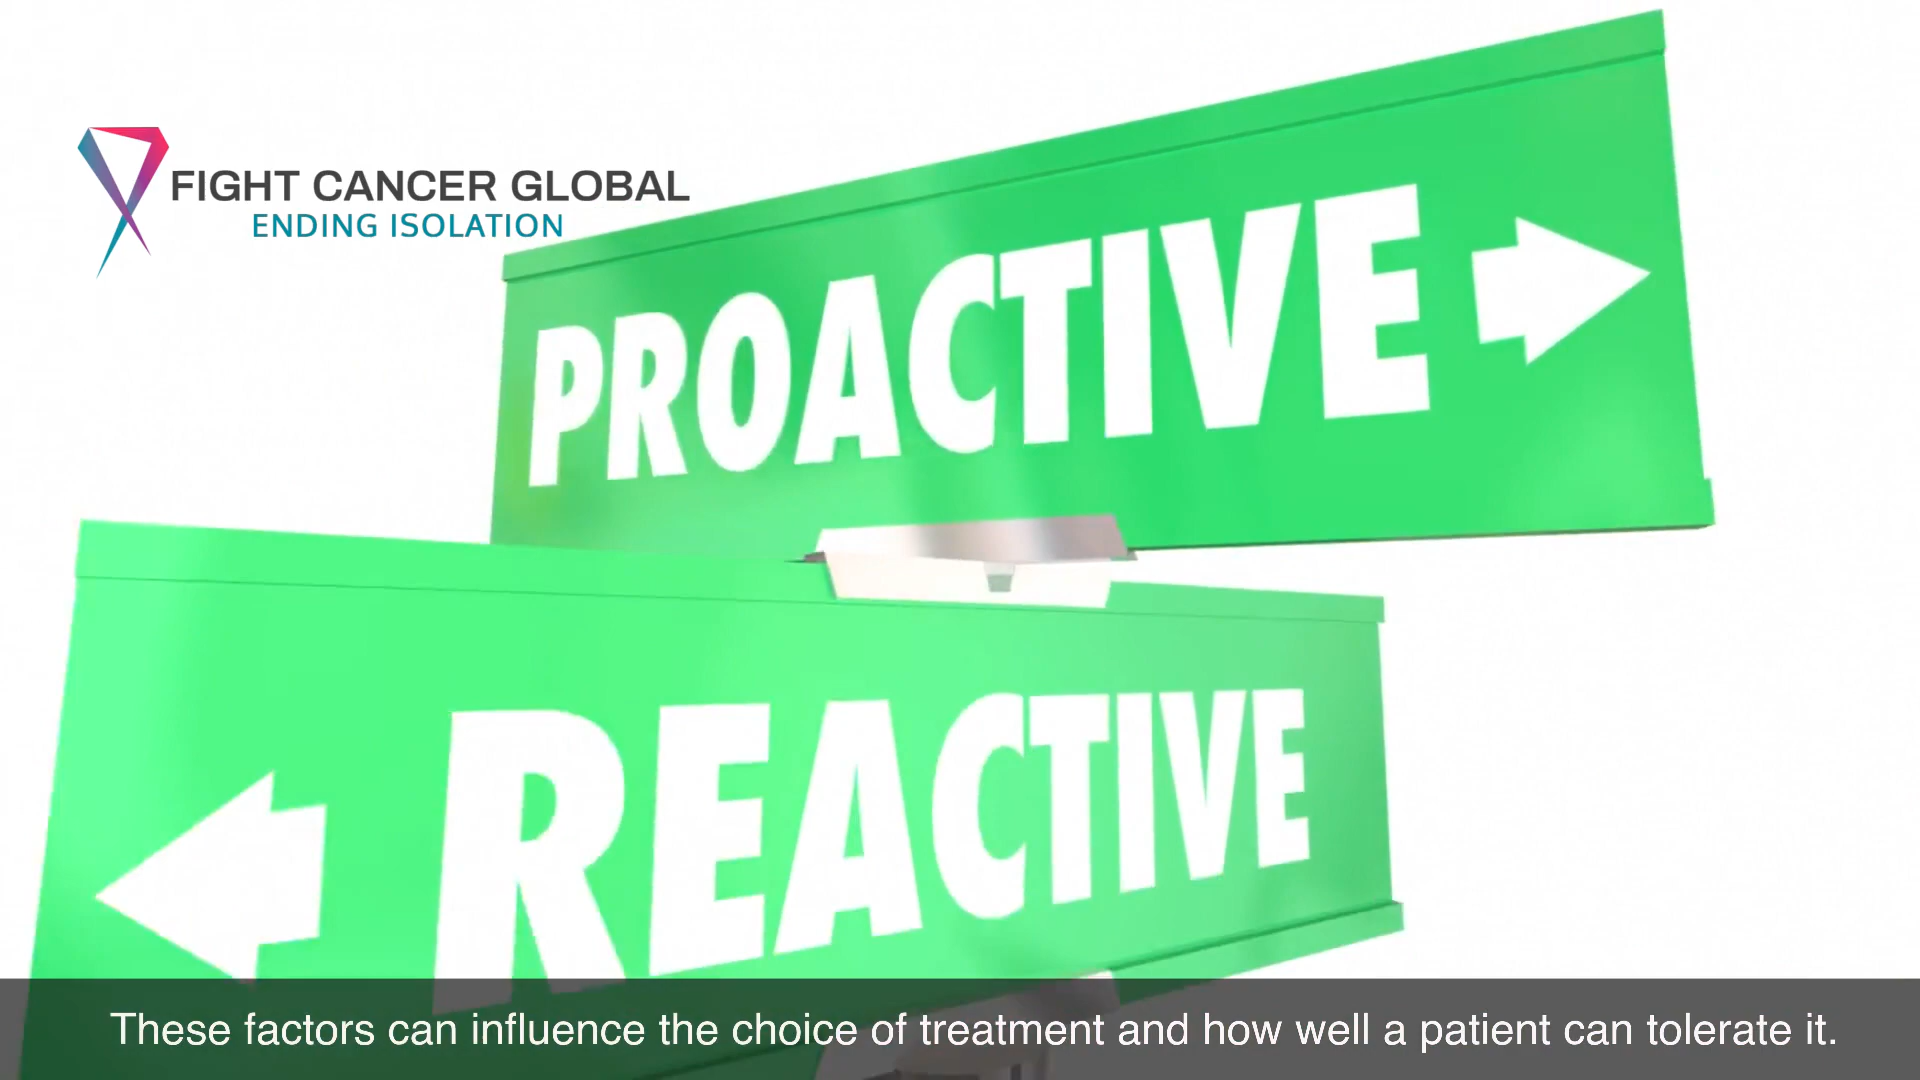 FIGHT CANCER GLOBAL
ENDING ISOLATION
PROACTIVE
REACTIVE
These factors can influence the choice of treatment and how well a patient can tolerate it.